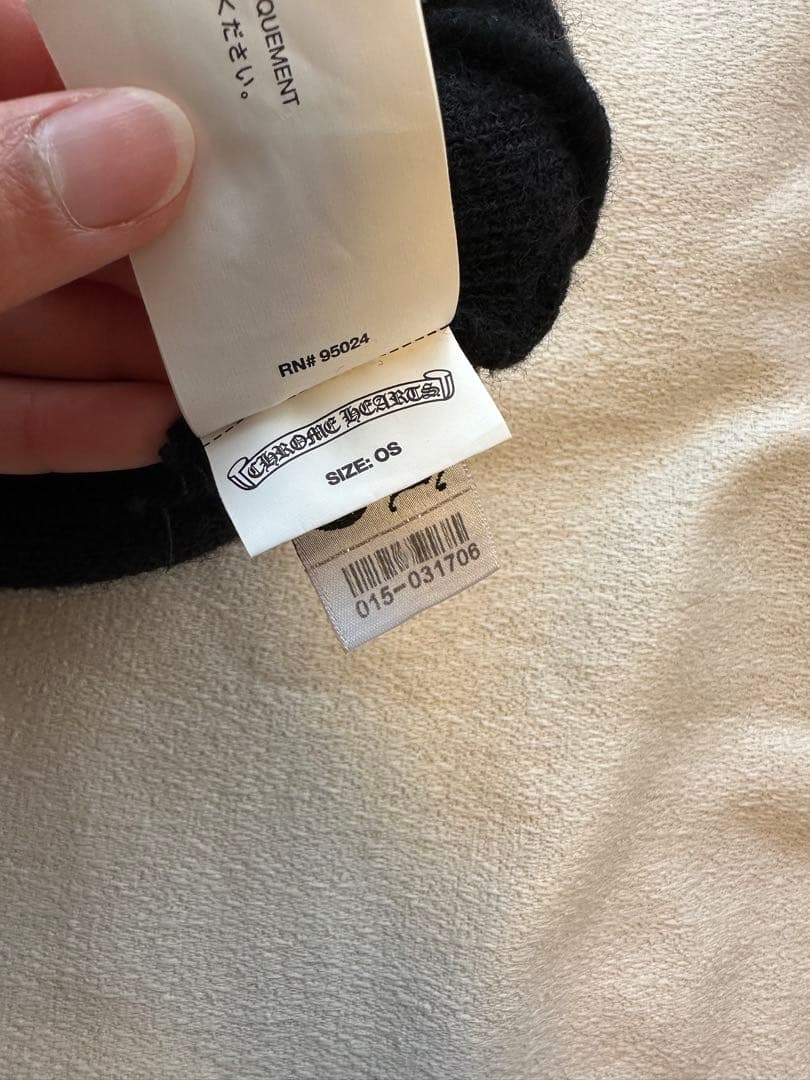 QUEMENT
ください。
RN# 95024
CHROME HEARTS
SIZE: OS
015-031706